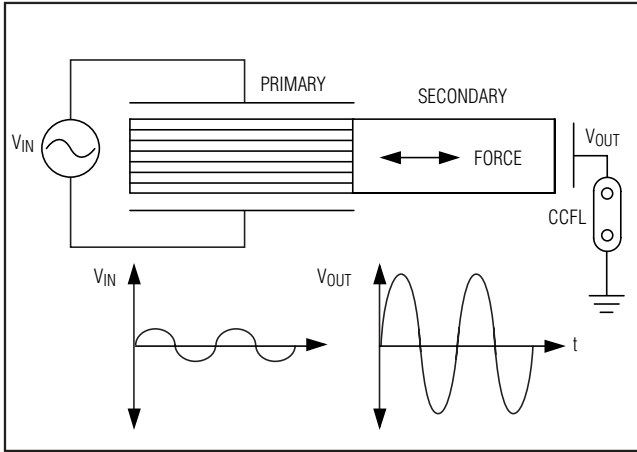 PRIMARY
SECONDARY
VIN
VOUT
FORCE
CCFL
VIN
VOUT
t